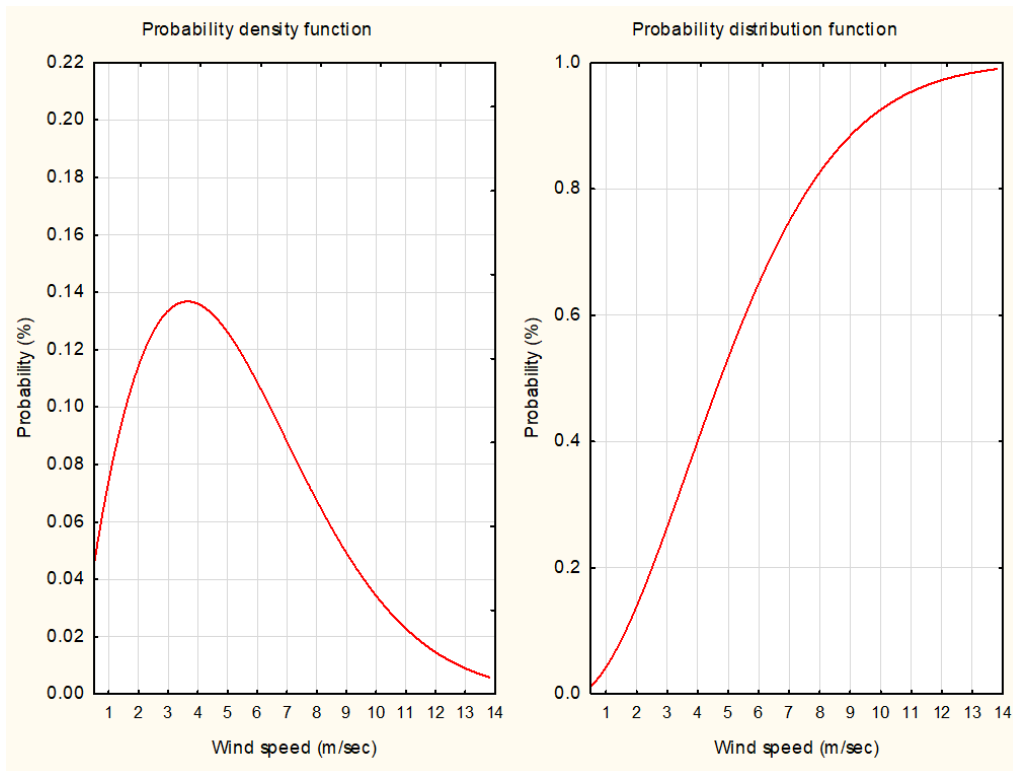 Probability density function
0.22
0.20
0.18
0.16
0.14
0.12
0.10
0.08
0.06
0.04
0.02
0.00
Probability (%)
1 2 3 4 5 6 7 8 9 10 11 12 13 14
Wind speed (m/sec)
Probability distribution function
1.0
0.8
0.6
0.4
0.2
0.0
Probability (%)
1 2 3 4 5 6 7 8 9 10 11 12 13 14
Wind speed (m/sec)